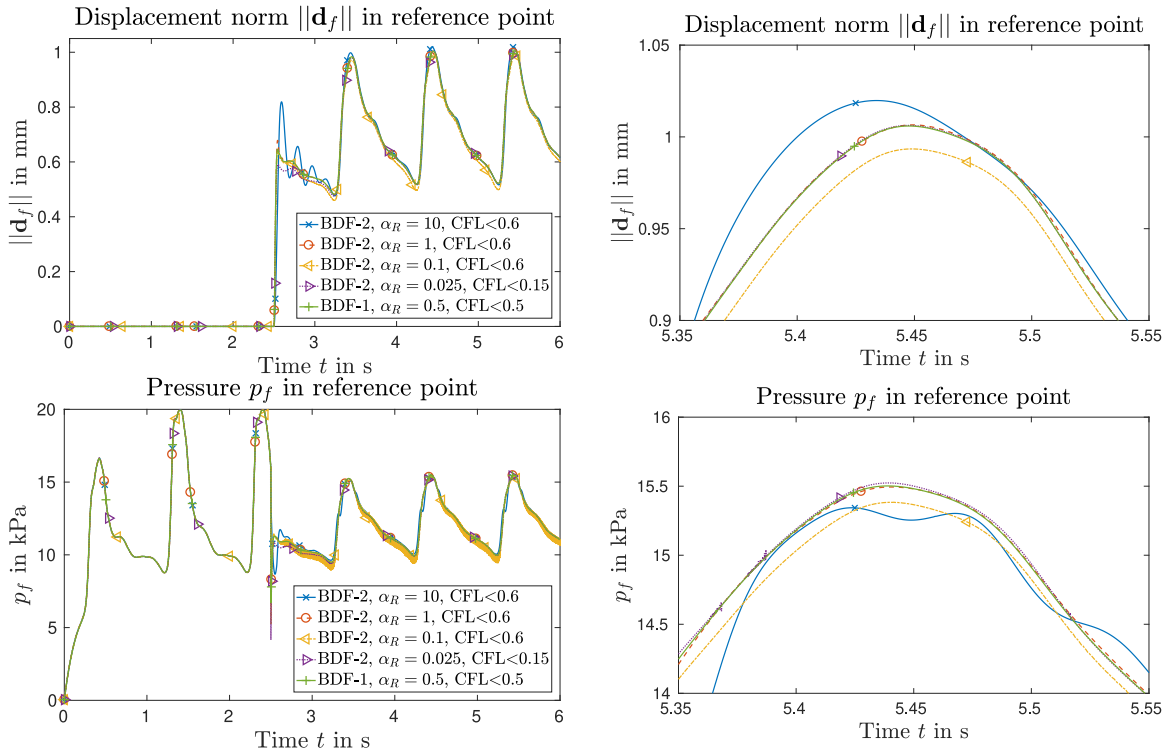 Displacement norm ||d_f|| in reference point
||d_f|| in mm
1
0.8
0.6
0.4
0.2
0
BDF-2, α_R = 10, CFL<0.6
BDF-2, α_R = 1, CFL<0.6
BDF-2, α_R = 0.1, CFL<0.6
BDF-2, α_R = 0.025, CFL<0.15
BDF-1, α_R = 0.5, CFL<0.5
0 1 2 3 4 5 6
Time t in s
Displacement norm ||d_f|| in reference point
||d_f|| in mm
1.05
1
0.95
0.9
5.35 5.4 5.45 5.5 5.55
Time t in s
Pressure p_f in reference point
p_f in kPa
20
15
10
5
0
BDF-2, α_R = 10, CFL<0.6
BDF-2, α_R = 1, CFL<0.6
BDF-2, α_R = 0.1, CFL<0.6
BDF-2, α_R = 0.025, CFL<0.15
BDF-1, α_R = 0.5, CFL<0.5
0 1 2 3 4 5 6
Time t in s
Pressure p_f in reference point
p_f in kPa
16
15.5
15
14.5
14
5.35 5.4 5.45 5.5 5.55
Time t in s